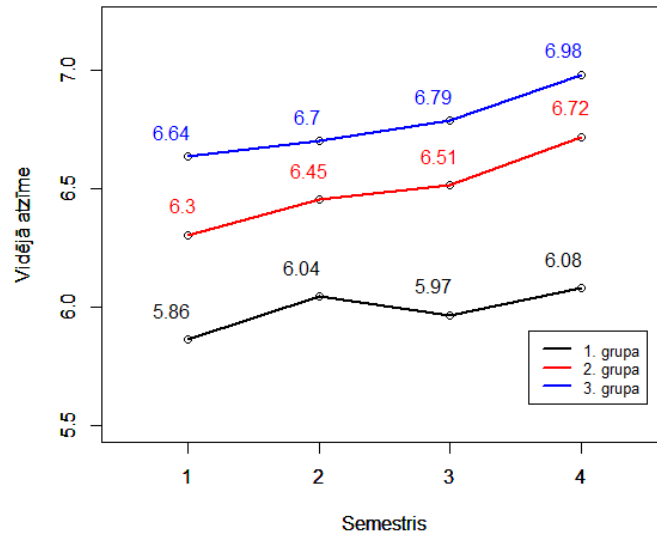 7.0
6.5
6.0
5.5
Vidējā atzīme
6.64
6.7
6.79
6.98
6.3
6.45
6.51
6.72
5.86
6.04
5.97
6.08
1. grupa
2. grupa
3. grupa
1 2 3 4
Semestris